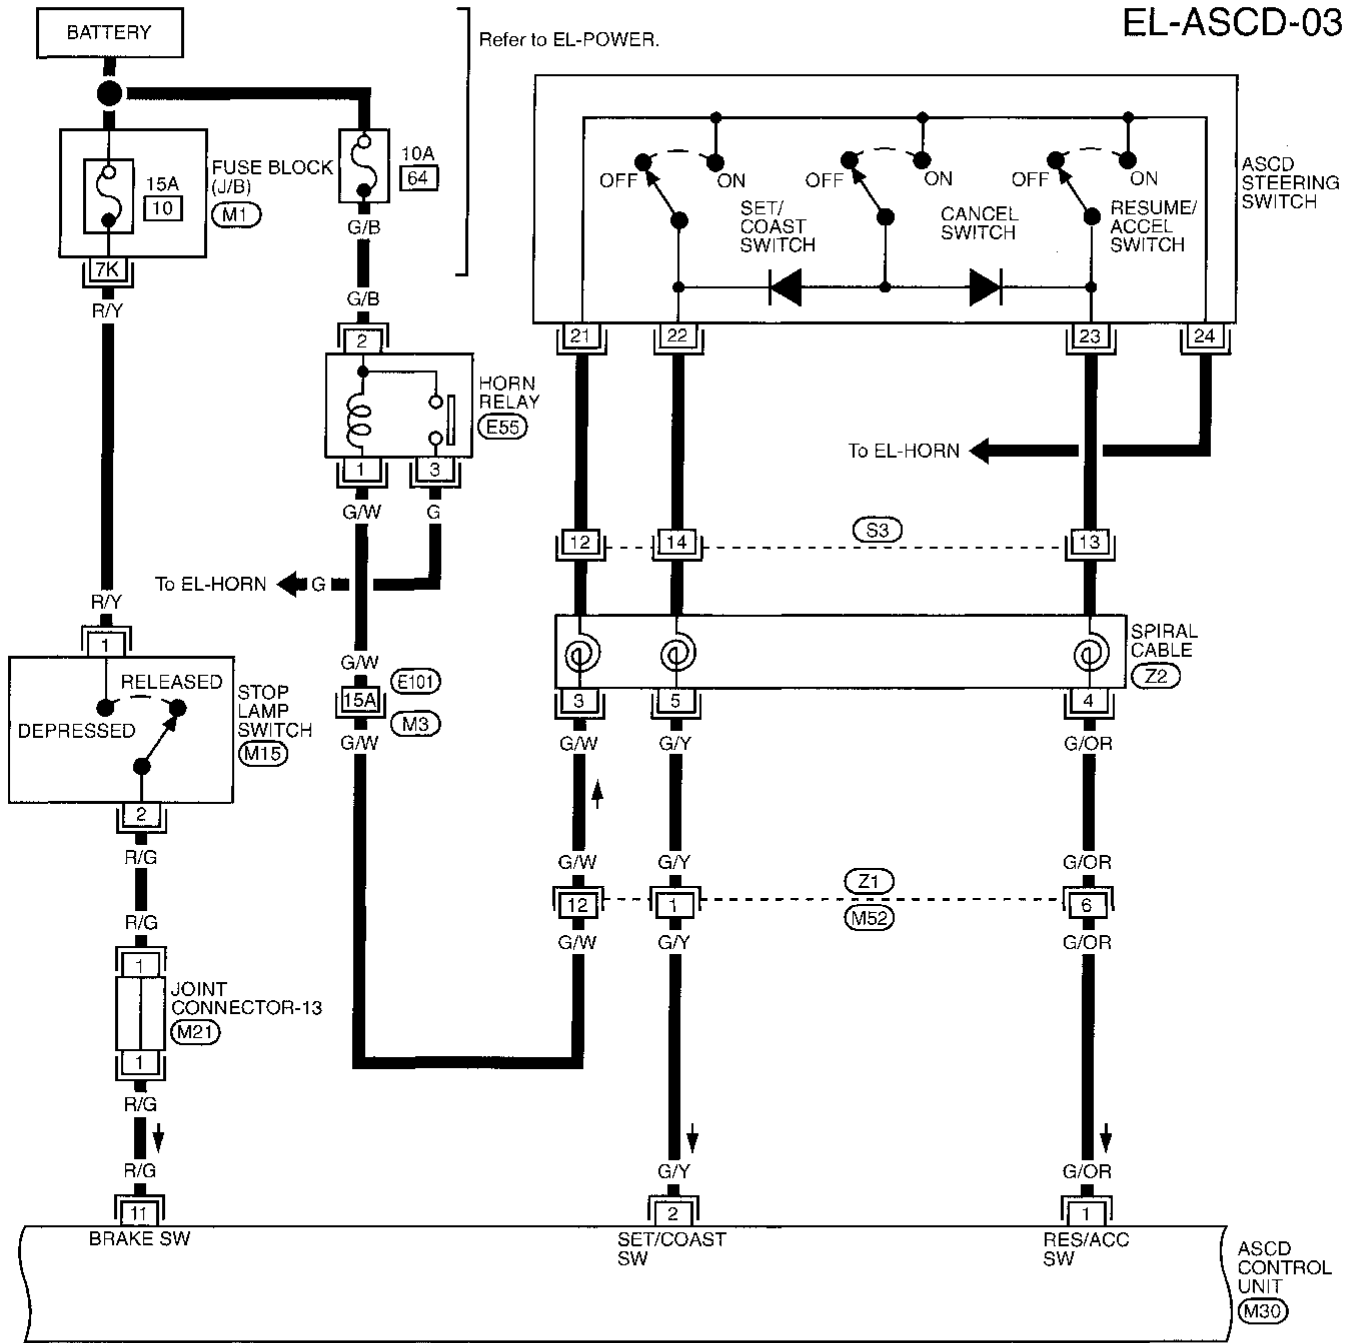 EL-ASCD-03
BATTERY
Refer to EL-POWER.
15A
10
FUSE BLOCK
(J/B)
M1
10A
64
7K
R/Y
G/B
G/B
2
HORN
RELAY
E55
1
3
G/W
G
To EL-HORN
G
R/Y
1
RELEASED
DEPRESSED
STOP
LAMP
SWITCH
M15
2
R/G
R/G
1
JOINT
CONNECTOR-13
M21
1
R/G
R/G
11
BRAKE SW
G/W
15A
E101
M3
G/W
OFF
ON
SET/
COAST
SWITCH
OFF
ON
CANCEL
SWITCH
OFF
ON
RESUME/
ACCEL
SWITCH
ASCD
STEERING
SWITCH
21
22
23
24
To EL-HORN
12
14
S3
13
SPIRAL
CABLE
Z2
3
5
4
G/W
G/Y
G/OR
G/W
G/Y
G/OR
12
1
Z1
M52
6
G/W
G/Y
G/OR
G/Y
G/OR
2
1
SET/COAST
SW
RES/ACC
SW
ASCD
CONTROL
UNIT
M30